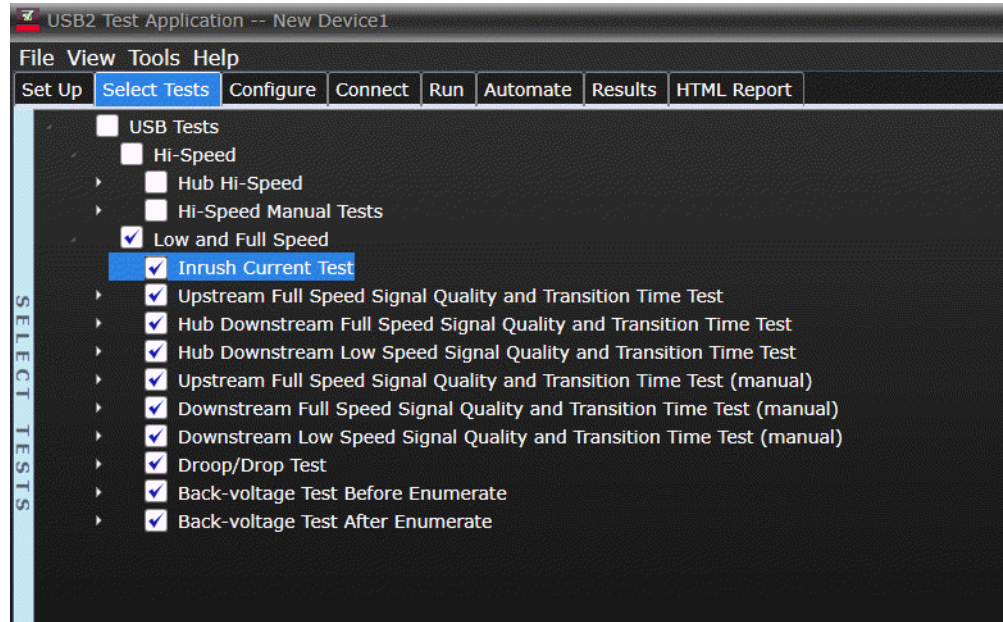 USB2 Test Application -- New Device1
File View Tools Help
Set Up Select Tests Configure Connect Run Automate Results HTML Report
USB Tests
Hi-Speed
Hub Hi-Speed
Hi-Speed Manual Tests
Low and Full Speed
Inrush Current Test
Upstream Full Speed Signal Quality and Transition Time Test
Hub Downstream Full Speed Signal Quality and Transition Time Test
Hub Downstream Low Speed Signal Quality and Transition Time Test
Upstream Full Speed Signal Quality and Transition Time Test (manual)
Downstream Full Speed Signal Quality and Transition Time Test (manual)
Downstream Low Speed Signal Quality and Transition Time Test (manual)
Droop/Drop Test
Back-voltage Test Before Enumerate
Back-voltage Test After Enumerate
SELECT TESTS